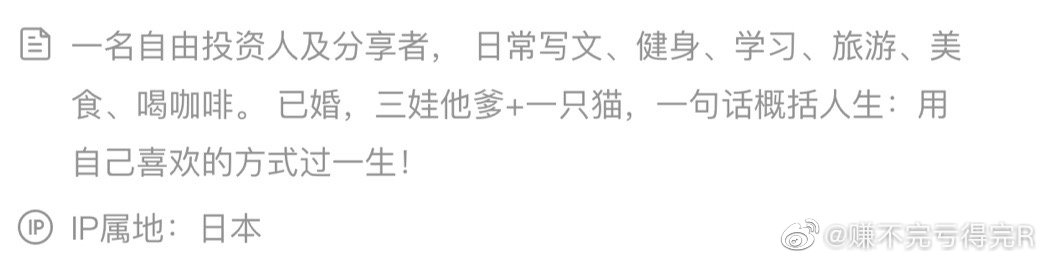 一名自由投资人及分享者， 日常写文、健身、学习、旅游、美
食、喝咖啡。 已婚，三娃他爹+一只猫，一句话概括人生：用
自己喜欢的方式过一生！
IP IP属地：日本
@赚不完亏得完R